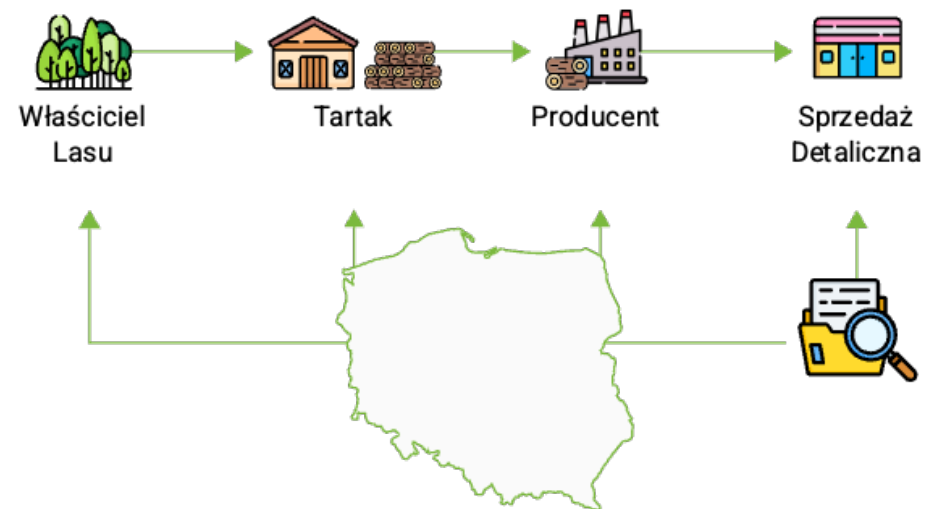 Właściciel
Lasu
Tartak
Producent
Sprzedaż
Detaliczna